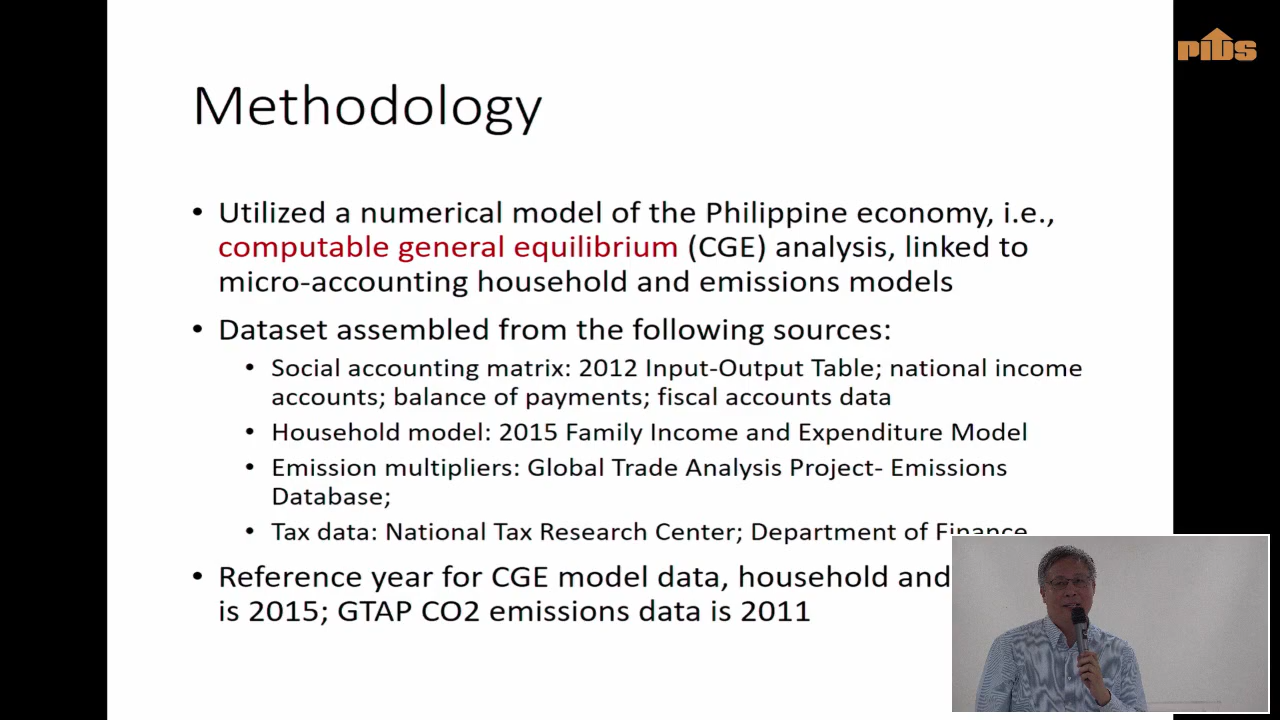 PIDS
Methodology
• Utilized a numerical model of the Philippine economy, i.e.,
computable general equilibrium (CGE) analysis, linked to
micro-accounting household and emissions models
• Dataset assembled from the following sources:
• Social accounting matrix: 2012 Input-Output Table; national income
accounts; balance of payments; fiscal accounts data
• Household model: 2015 Family Income and Expenditure Model
• Emission multipliers: Global Trade Analysis Project- Emissions
Database;
• Tax data: National Tax Research Center; Department of Finance
• Reference year for CGE model data, household and
is 2015; GTAP CO2 emissions data is 2011